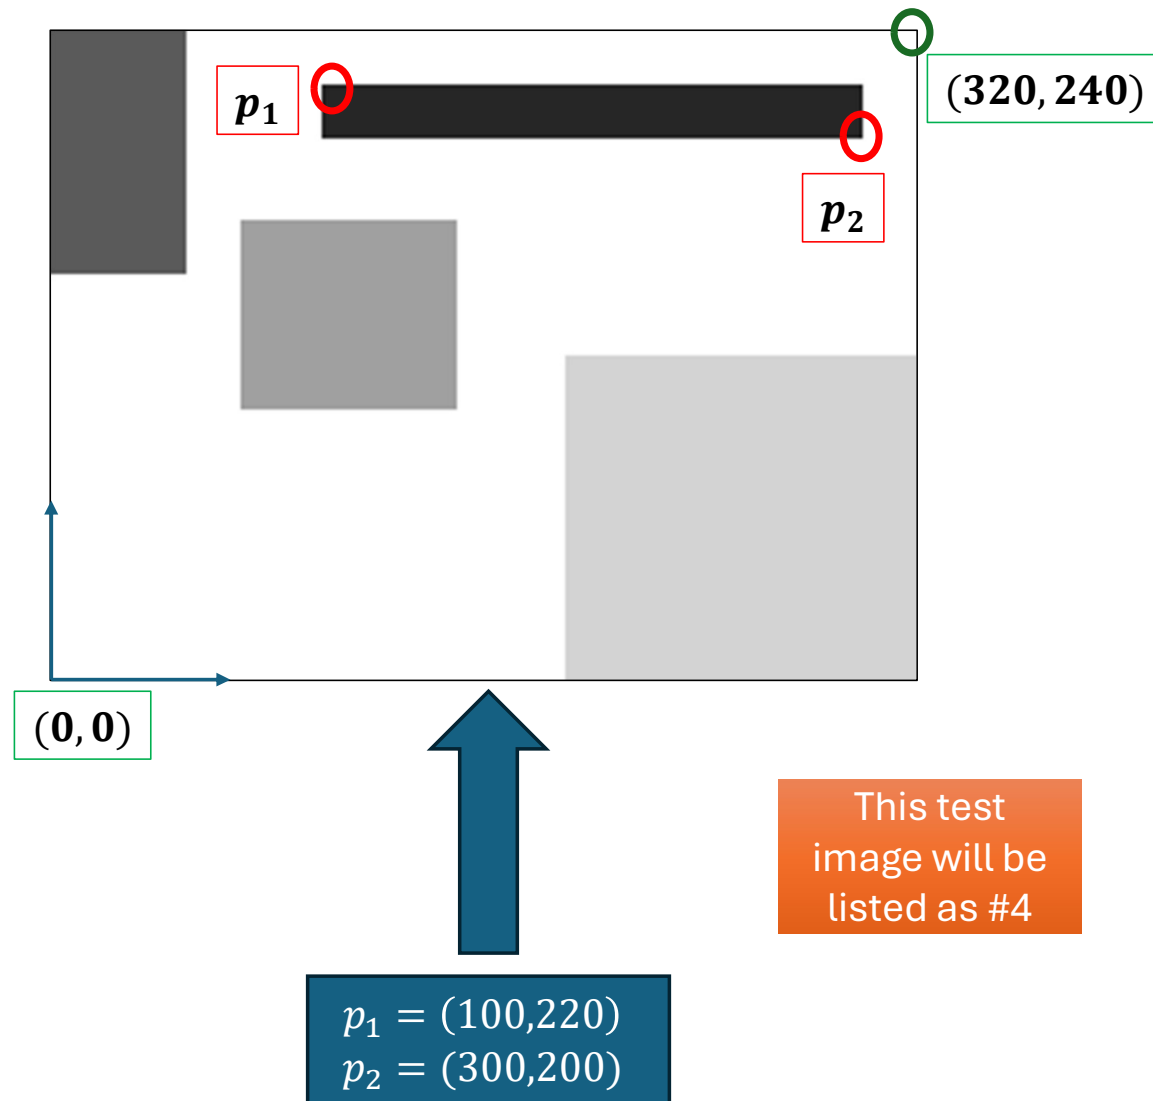 p₁
(320, 240)
p₂
(0, 0)
This test
image will be
listed as #4
p₁ = (100,220)
p₂ = (300,200)